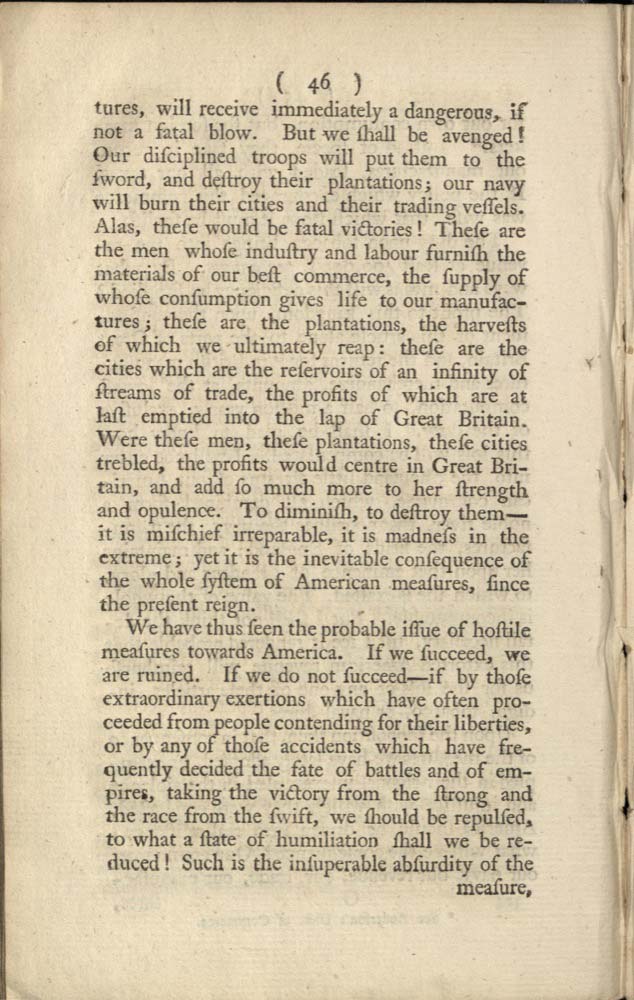 ( 46 )
tures, will receive immediately a dangerous, if
not a fatal blow. But we ſhall be avenged!
Our diſciplined troops will put them to the
ſword, and deſtroy their plantations; our navy
will burn their cities and their trading veſſels.
Alas, theſe would be fatal victories! Theſe are
the men whoſe induſtry and labour furniſh the
materials of our beſt commerce, the ſupply of
whoſe conſumption gives life to our manufac-
tures; theſe are the plantations, the harveſts
of which we ultimately reap: theſe are the
cities which are the reſervoirs of an infinity of
ſtreams of trade, the profits of which are at
laſt emptied into the lap of Great Britain.
Were theſe men, theſe plantations, theſe cities
trebled, the profits would centre in Great Bri-
tain, and add ſo much more to her ſtrength
and opulence. To diminiſh, to deſtroy them—
it is miſchief irreparable, it is madneſs in the
extreme; yet it is the inevitable conſequence of
the whole ſyſtem of American meaſures, ſince
the preſent reign.
We have thus ſeen the probable iſſue of hoſtile
meaſures towards America. If we ſucceed, we
are ruined. If we do not ſucceed—if by thoſe
extraordinary exertions which have often pro-
ceeded from people contending for their liberties,
or by any of thoſe accidents which have fre-
quently decided the fate of battles and of em-
pires, taking the victory from the ſtrong and
the race from the ſwift, we ſhould be repulſed,
to what a ſtate of humiliation ſhall we be re-
duced! Such is the inſuperable abſurdity of the
meaſure,